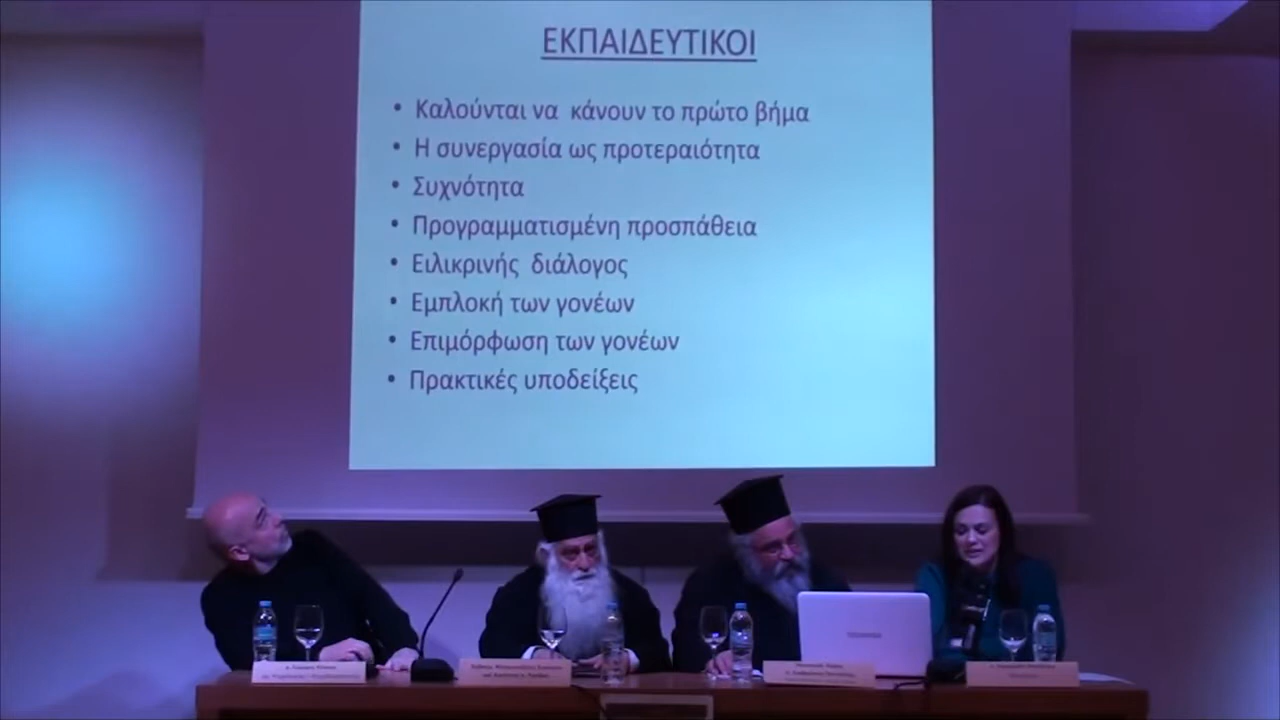 ΕΚΠΑΙΔΕΥΤΙΚΟΙ
• Καλούνται να κάνουν το πρώτο βήμα
• Η συνεργασία ως προτεραιότητα
• Συχνότητα
• Προγραμματισμένη προσπάθεια
• Ειλικρινής διάλογος
• Εμπλοκή των γονέων
• Επιμόρφωση των γονέων
• Πρακτικές υποδείξεις
TOSHIBA